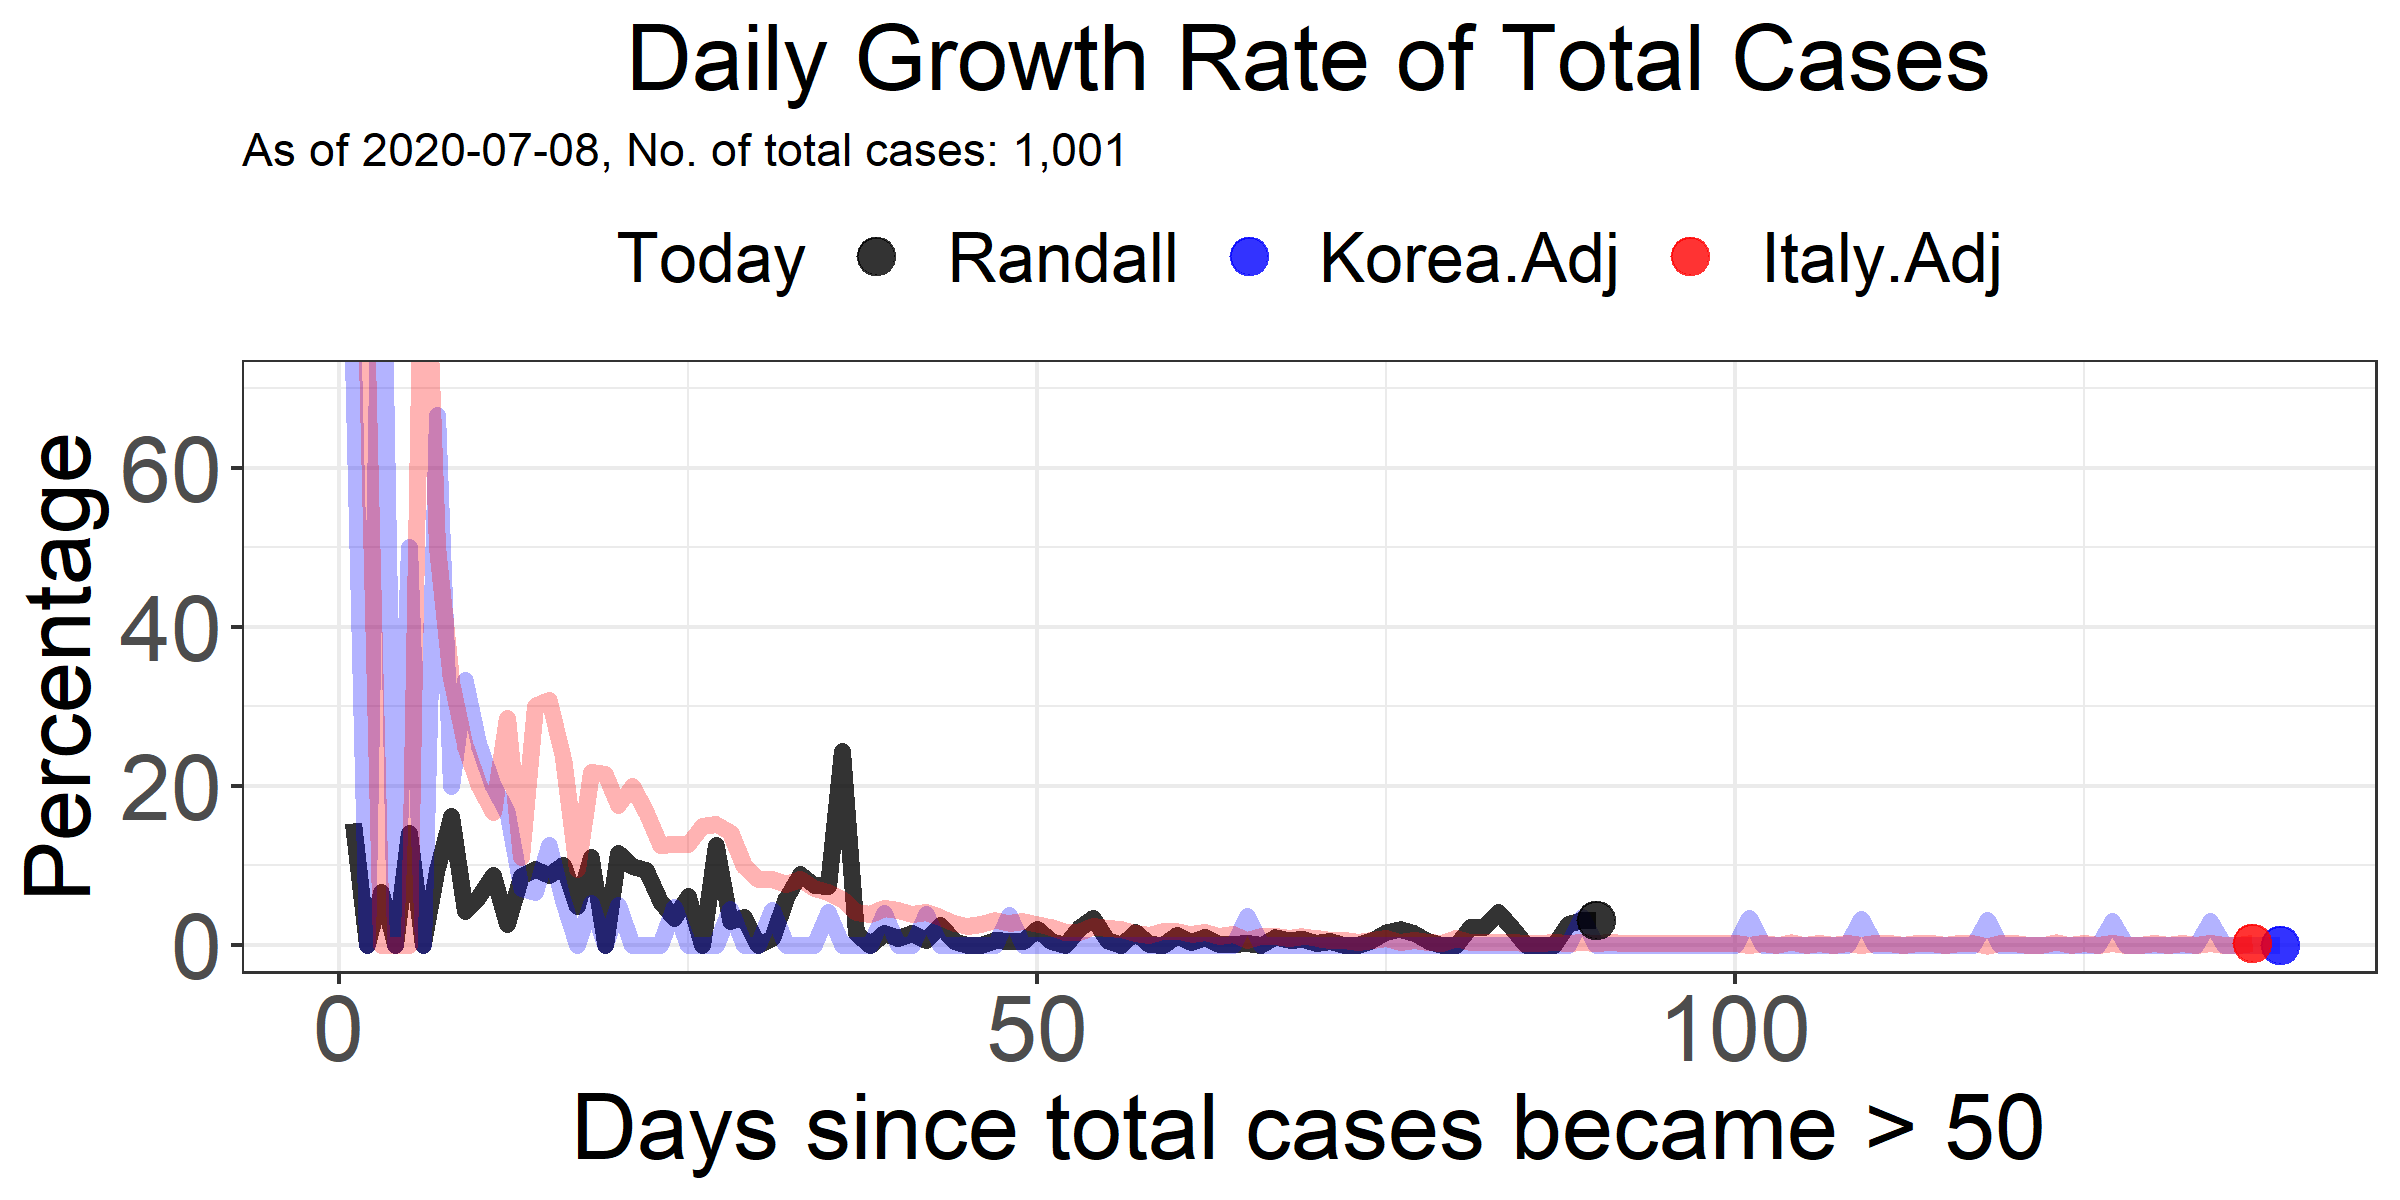 Daily Growth Rate of Total Cases
As of 2020-07-08, No. of total cases: 1,001
Today Randall Korea.Adj Italy.Adj
Percentage
60
40
20
0
0 50 100
Days since total cases became > 50